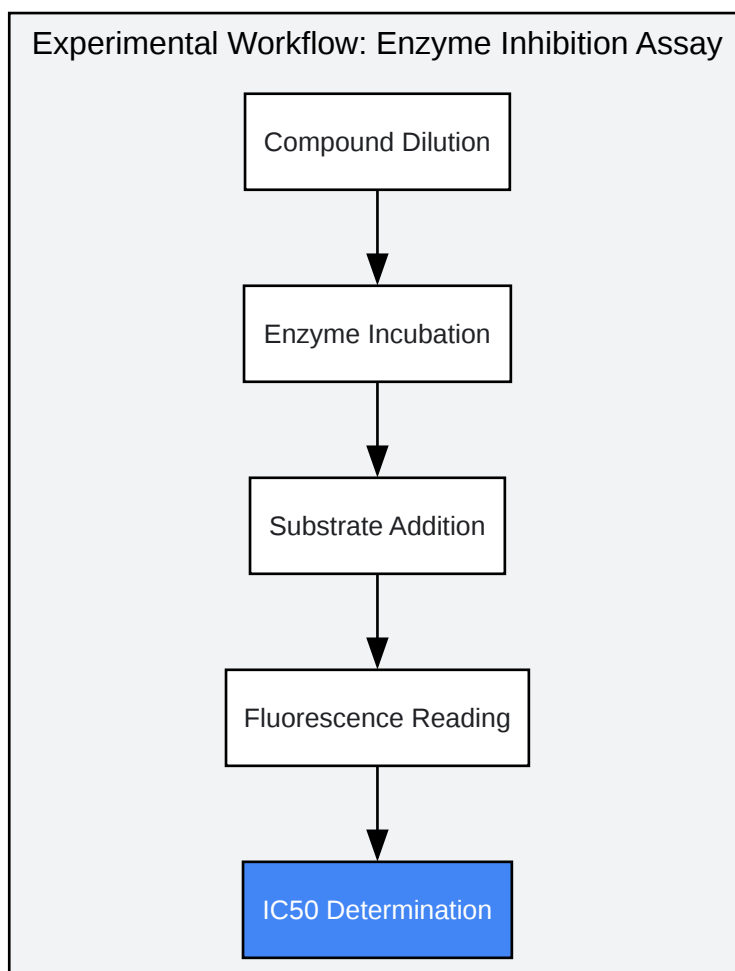 Experimental Workflow: Enzyme Inhibition Assay
Compound Dilution
Enzyme Incubation
Substrate Addition
Fluorescence Reading
IC50 Determination